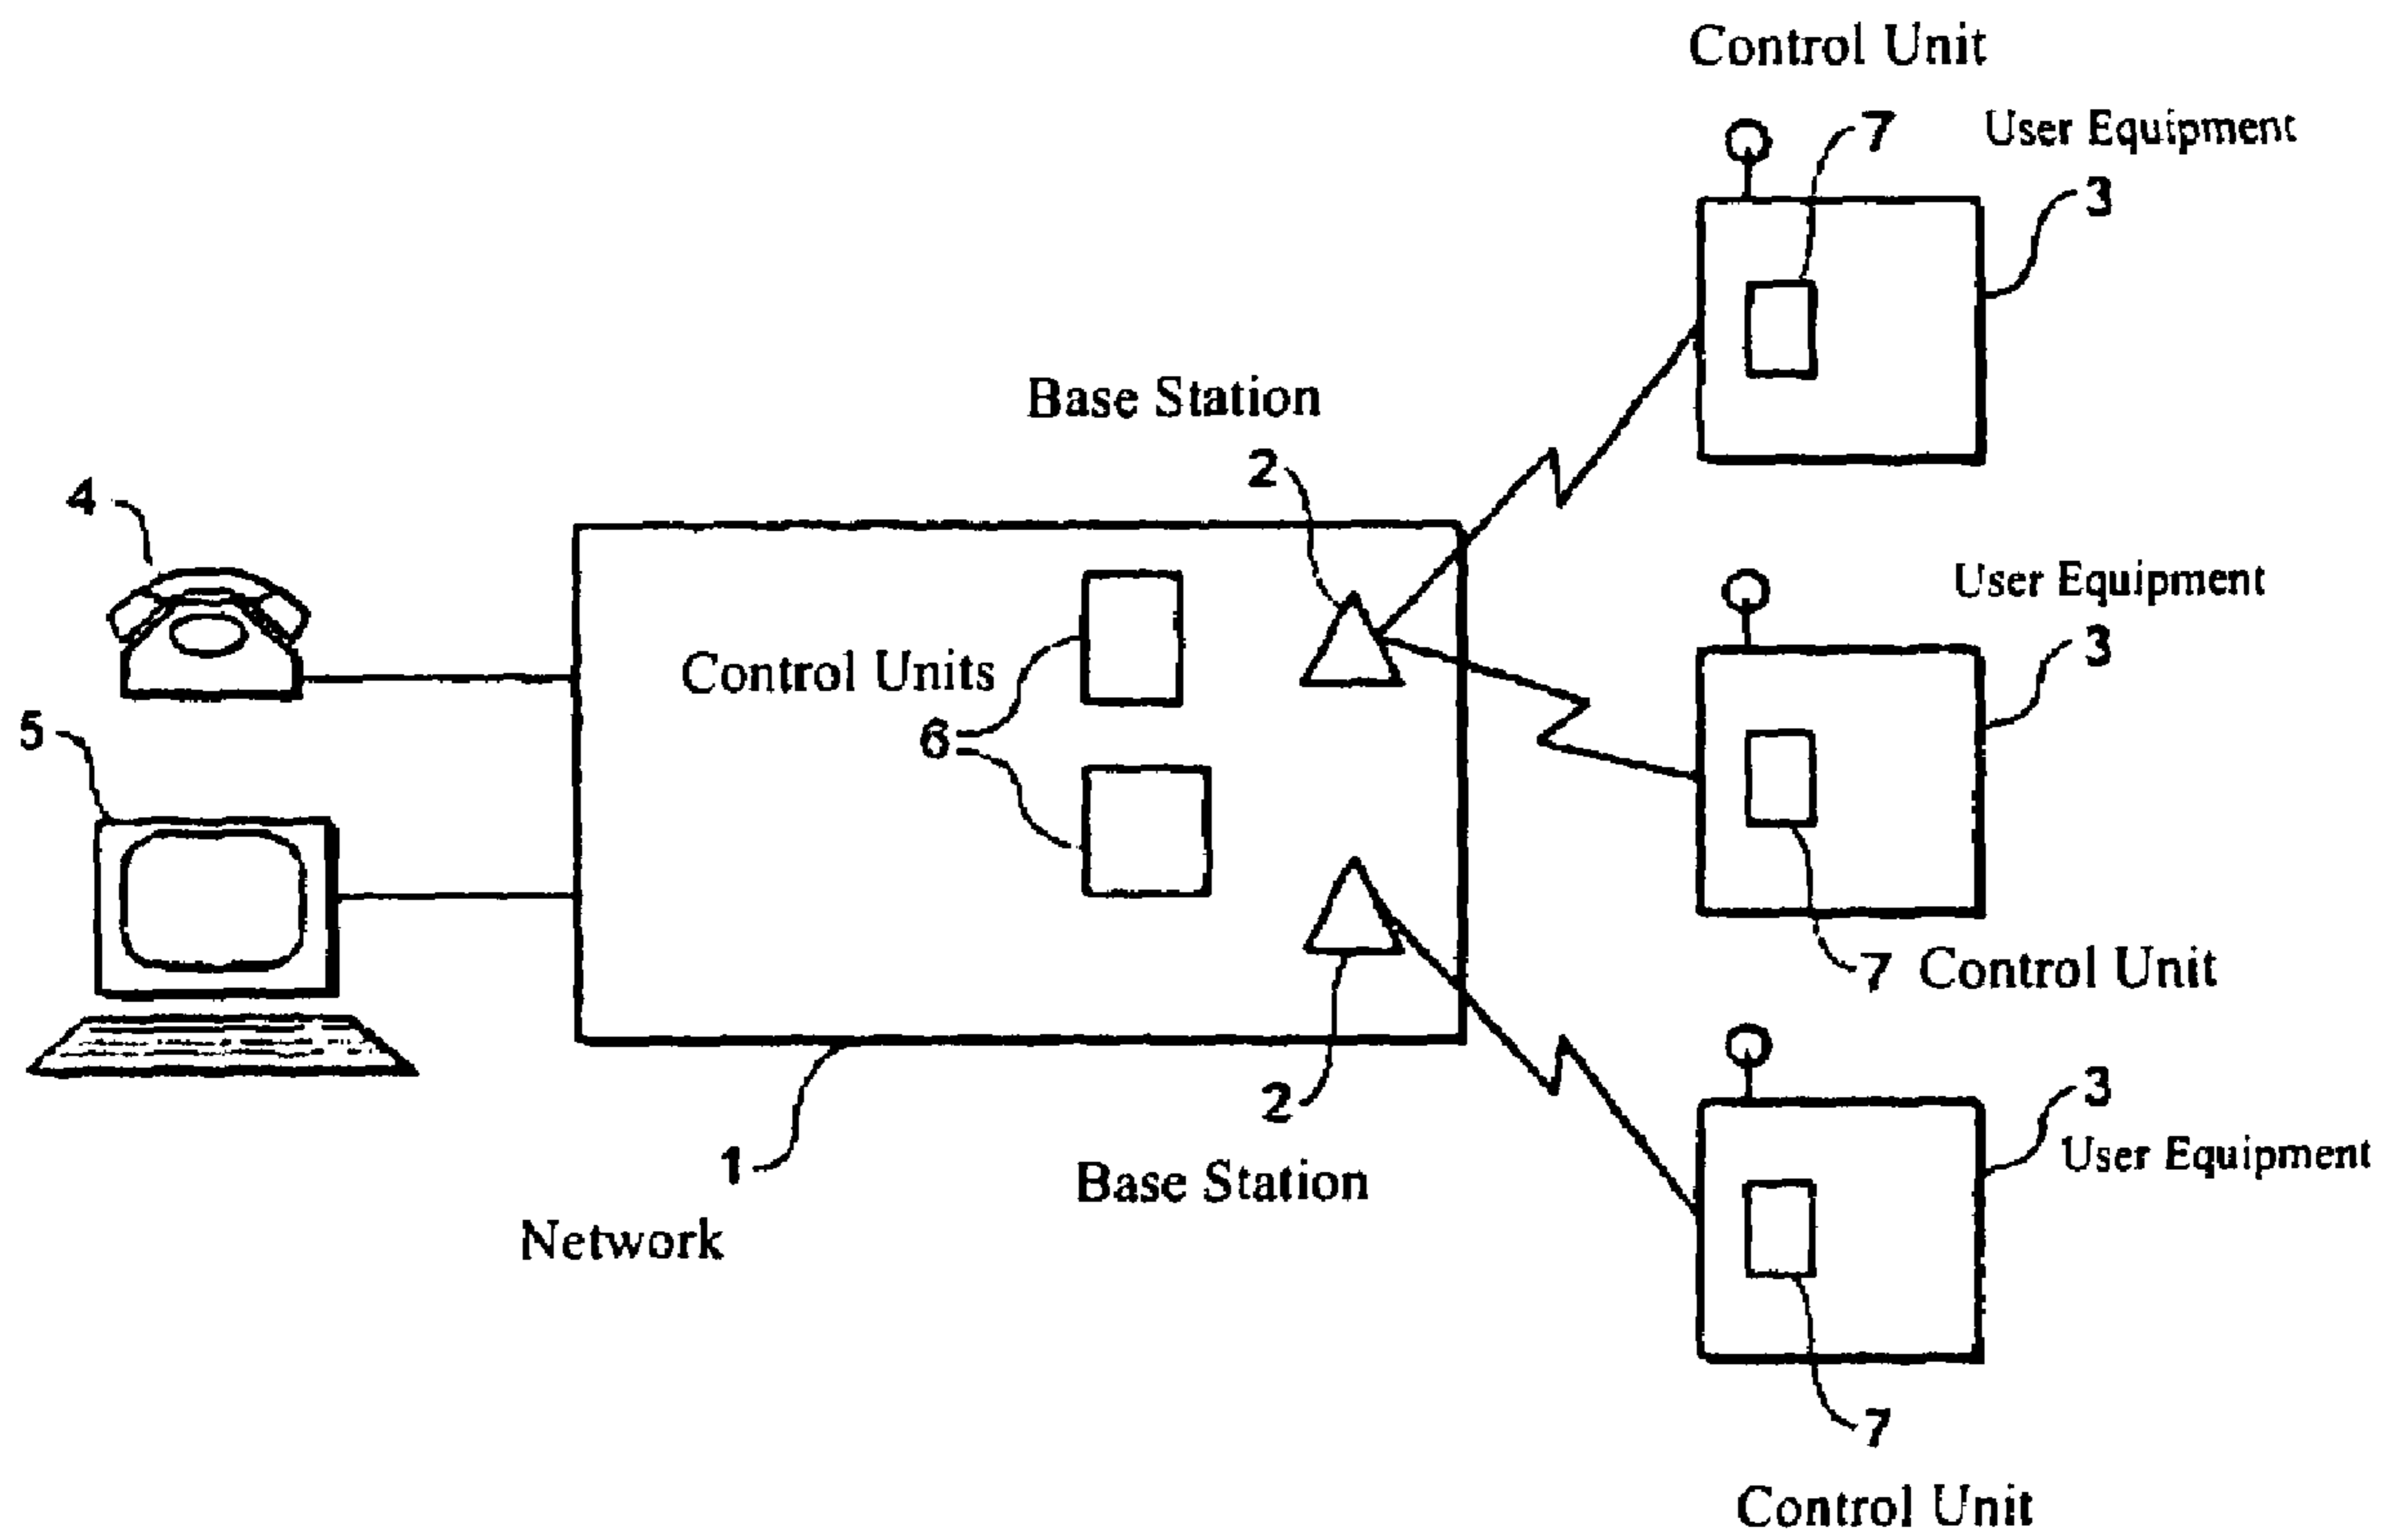 Control Unit
7
User Equipment
3
Base Station
2
4
User Equipment
3
Control Units
6
5
7 Control Unit
2
3
1
Base Station
User Equipment
Network
7
Control Unit